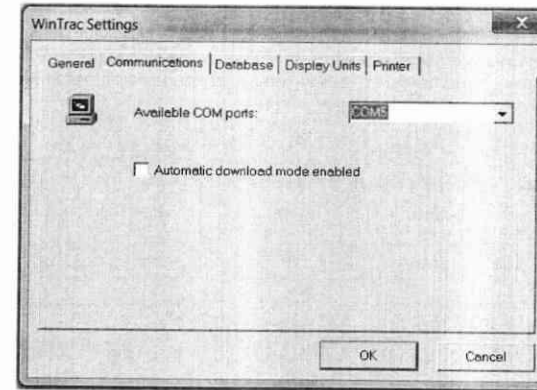 WinTrac Settings
General Communications Database Display Units Printer
Available COM ports: COM5
Automatic download mode enabled
OK Cancel